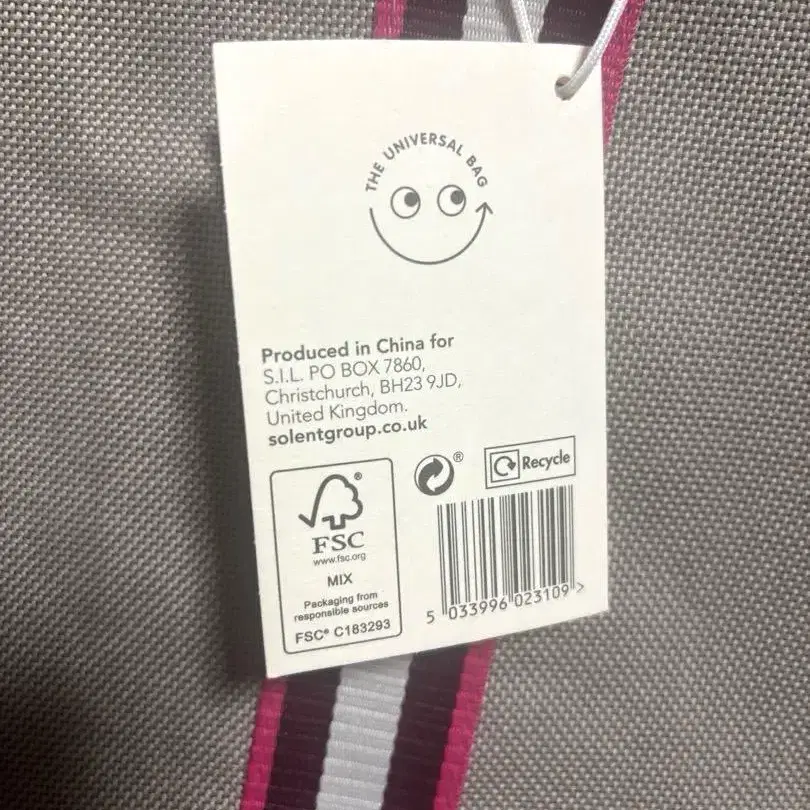 THE UNIVERSAL BAG
Produced in China for
S.I.L. PO BOX 7860,
Christchurch, BH23 9JD,
United Kingdom.
solentgroup.co.uk
®
Recycle
®
FSC
www.fsc.org
MIX
Packaging from
responsible sources
FSC® C183293
5 033996 023109 >